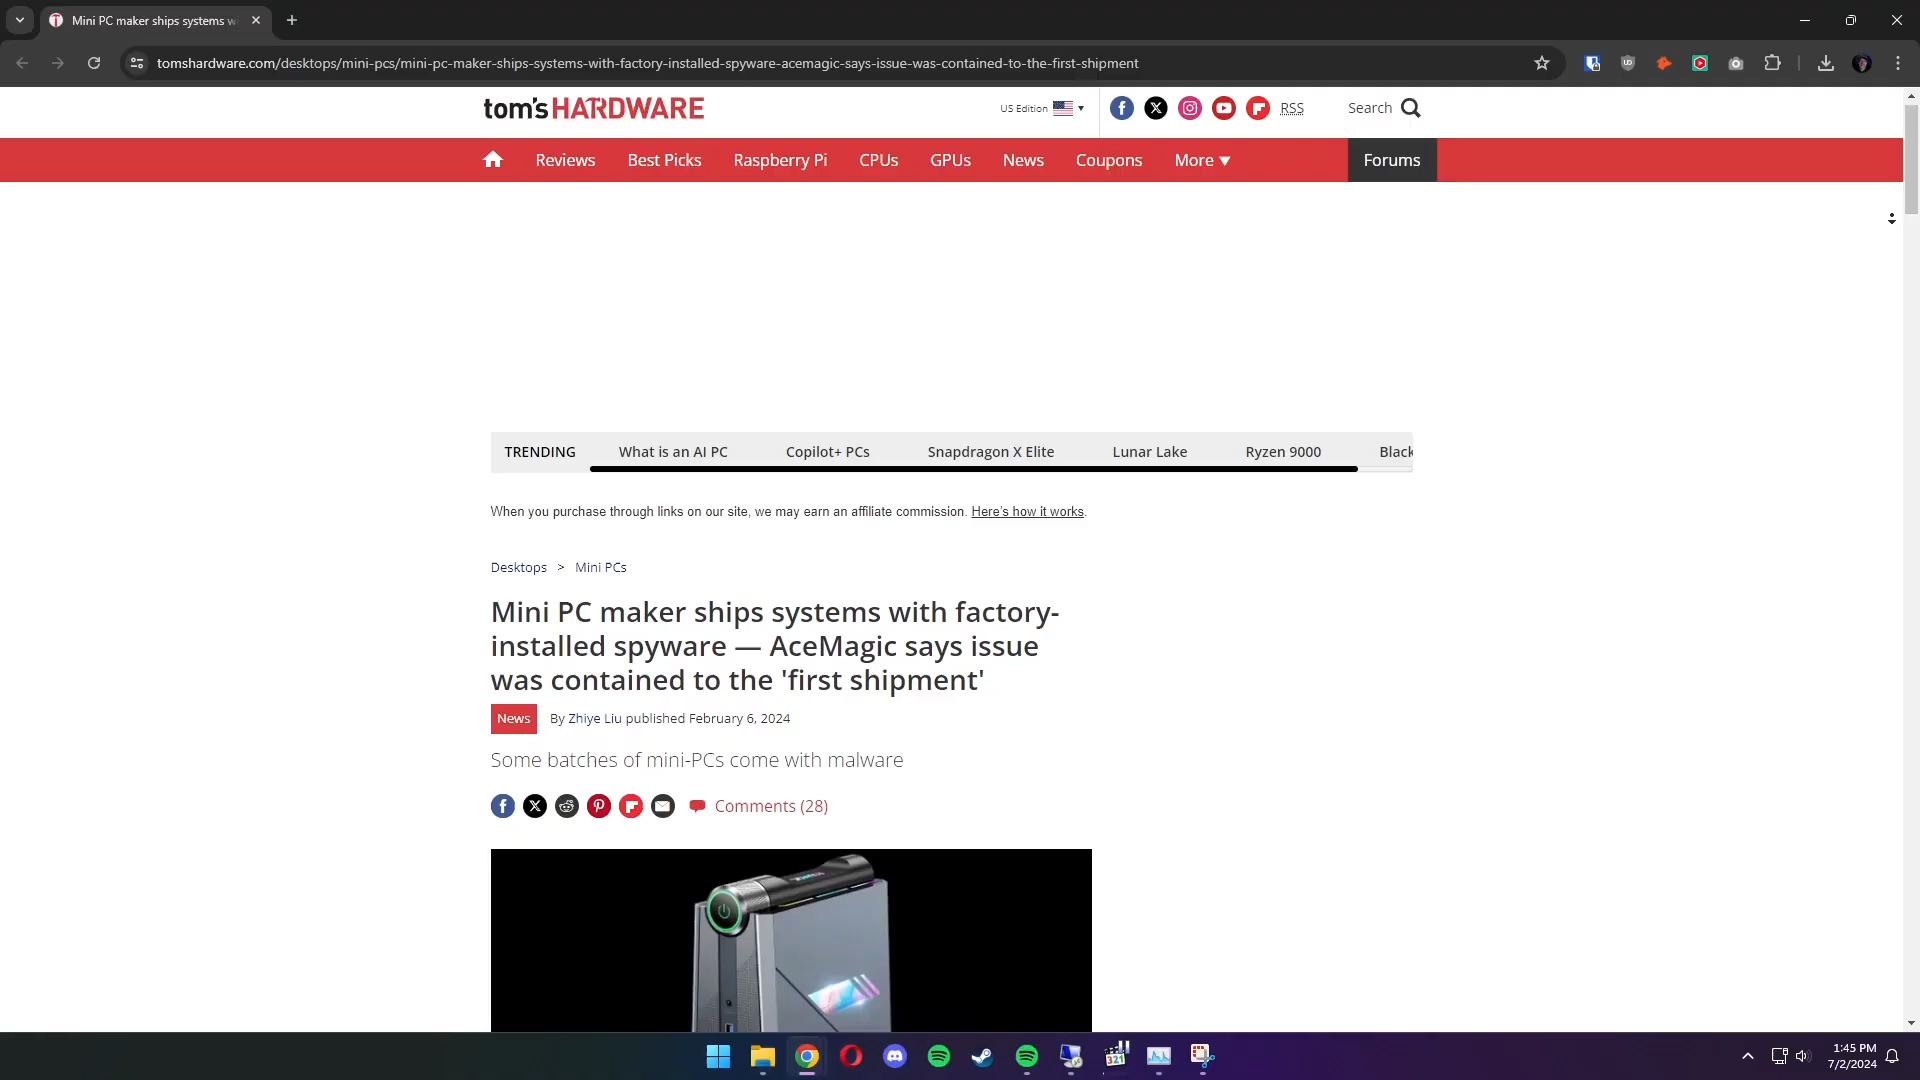 Mini PC maker ships systems w
tomshardware.com/desktops/mini-pcs/mini-pc-maker-ships-systems-with-factory-installed-spyware-acemagic-says-issue-was-contained-to-the-first-shipment
tom's HARDWARE
US Edition
RSS
Search
Reviews Best Picks Raspberry Pi CPUs GPUs News Coupons More Forums
TRENDING What is an AI PC Copilot+ PCs Snapdragon X Elite Lunar Lake Ryzen 9000 Black
When you purchase through links on our site, we may earn an affiliate commission. Here's how it works.
Desktops > Mini PCs
Mini PC maker ships systems with factory-
installed spyware — AceMagic says issue
was contained to the 'first shipment'
News By Zhiye Liu published February 6, 2024
Some batches of mini-PCs come with malware
Comments (28)
321
1:45 PM
7/2/2024